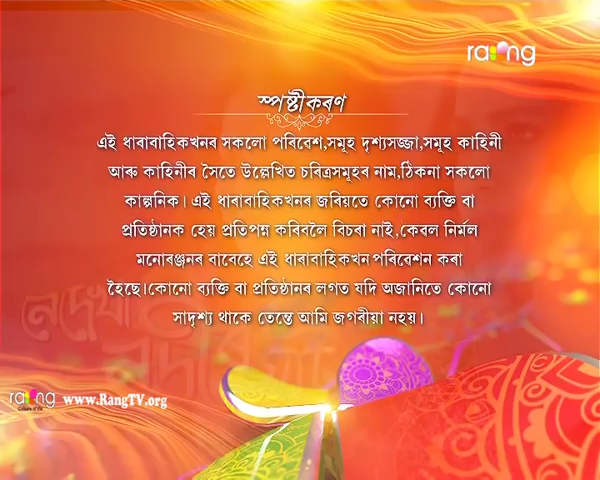 raing
স্পষ্টীকৰণ
এই ধাৰাবাহিকখনৰ সকলো পৰিৱেশ,সমূহ দৃশ্যসজ্জা,সমূহ কাহিনী
আৰু কাহিনীৰ সৈতে উল্লেখিত চৰিত্ৰসমূহৰ নাম,ঠিকনা সকলো
কাল্পনিক। এই ধাৰাবাহিকখনৰ জৰিয়তে কোনো ব্যক্তি বা
প্ৰতিষ্ঠানক হেয় প্ৰতিপন্ন কৰিবলৈ বিচৰা নাই,কেৱল নিৰ্মল
মনোৰঞ্জনৰ বাবেহে এই ধাৰাবাহিকখন পৰিবেশন কৰা
হৈছে।কোনো ব্যক্তি বা প্ৰতিষ্ঠানৰ লগত যদি অজানিতে কোনো
সাদৃশ্য থাকে তেন্তে আমি জগৰীয়া নহয়।
raing www.RangTV.org